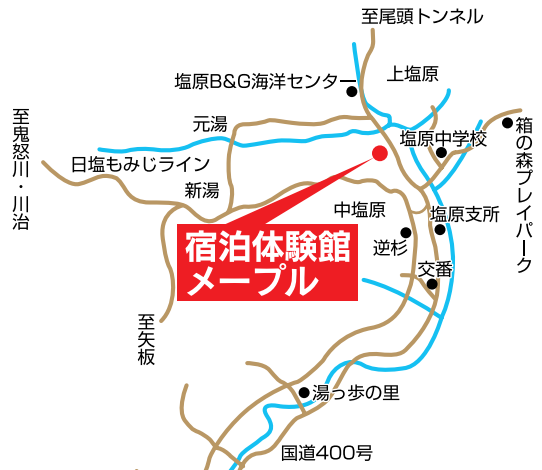 至尾頭トンネル
上塩原
塩原B&G海洋センター
元湯
至鬼怒川・川治
箱の森プレイパーク
塩原中学校
日塩もみじライン
新湯
中塩原
塩原支所
逆杉
宿泊体験館
メープル
交番
至矢板
湯っ歩の里
国道400号